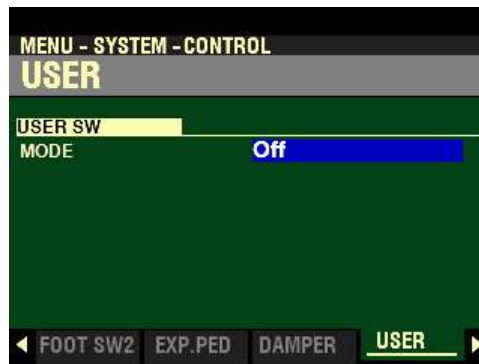 MENU - SYSTEM - CONTROL
USER
USER SW
MODE Off
FOOT SW2 EXP.PED DAMPER USER